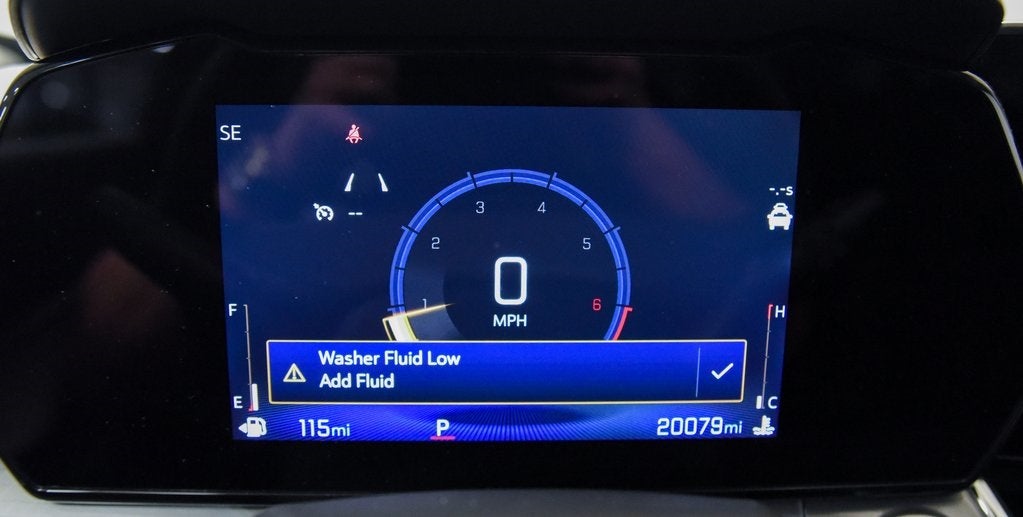 SE
-.-s
--
3 4
2 5
1 6
0
MPH
F H
Washer Fluid Low
Add Fluid
E C
115mi P 20079mi